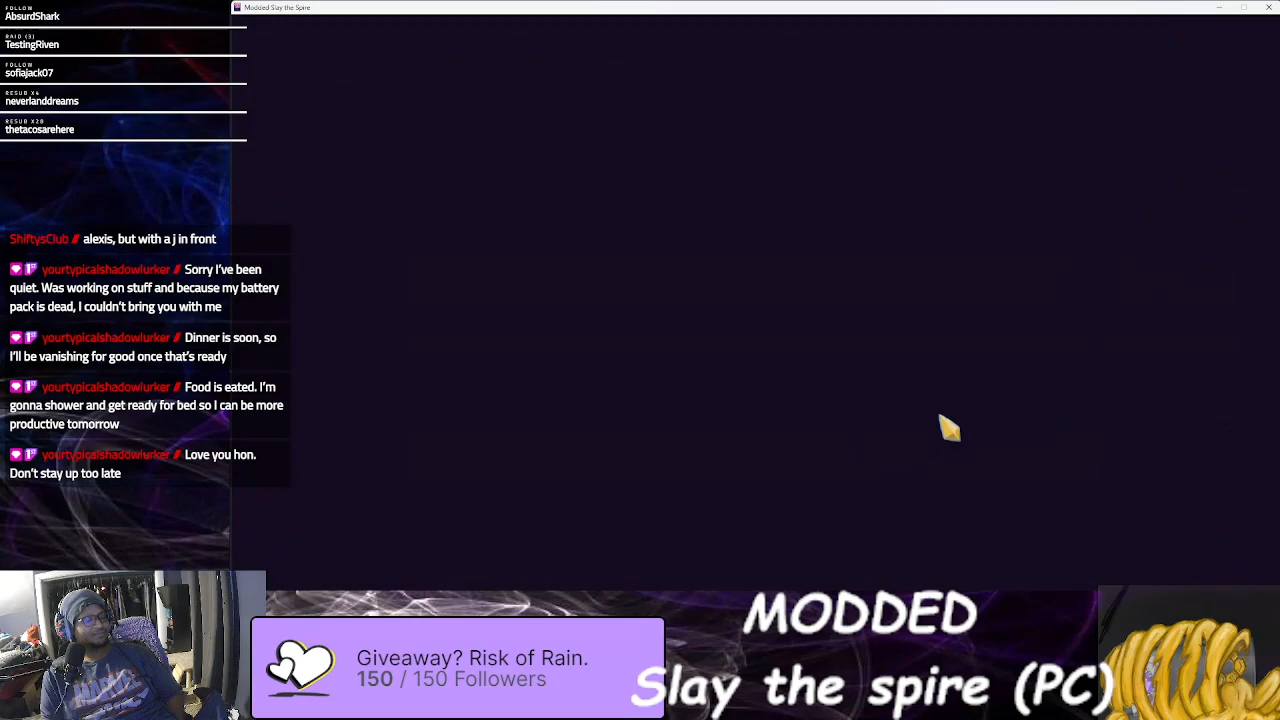 Modded Slay the Spire
FOLLOW
AbsurdShark
RAID (3)
TestingRiven
FOLLOW
sofiajack07
RESUB X4
neverlanddreams
RESUB X28
thetacosarehere
ShiftysClub // alexis, but with a j in front
yourtypicalshadowlurker // Sorry I've been
quiet. Was working on stuff and because my battery
pack is dead, I couldn't bring you with me
yourtypicalshadowlurker // Dinner is soon, so
I'll be vanishing for good once that's ready
yourtypicalshadowlurker // Food is eated. I'm
gonna shower and get ready for bed so I can be more
productive tomorrow
yourtypicalshadowlurker // Love you hon.
Don't stay up too late
Giveaway? Risk of Rain.
150 / 150 Followers
MODDED
Slay the spire (PC)